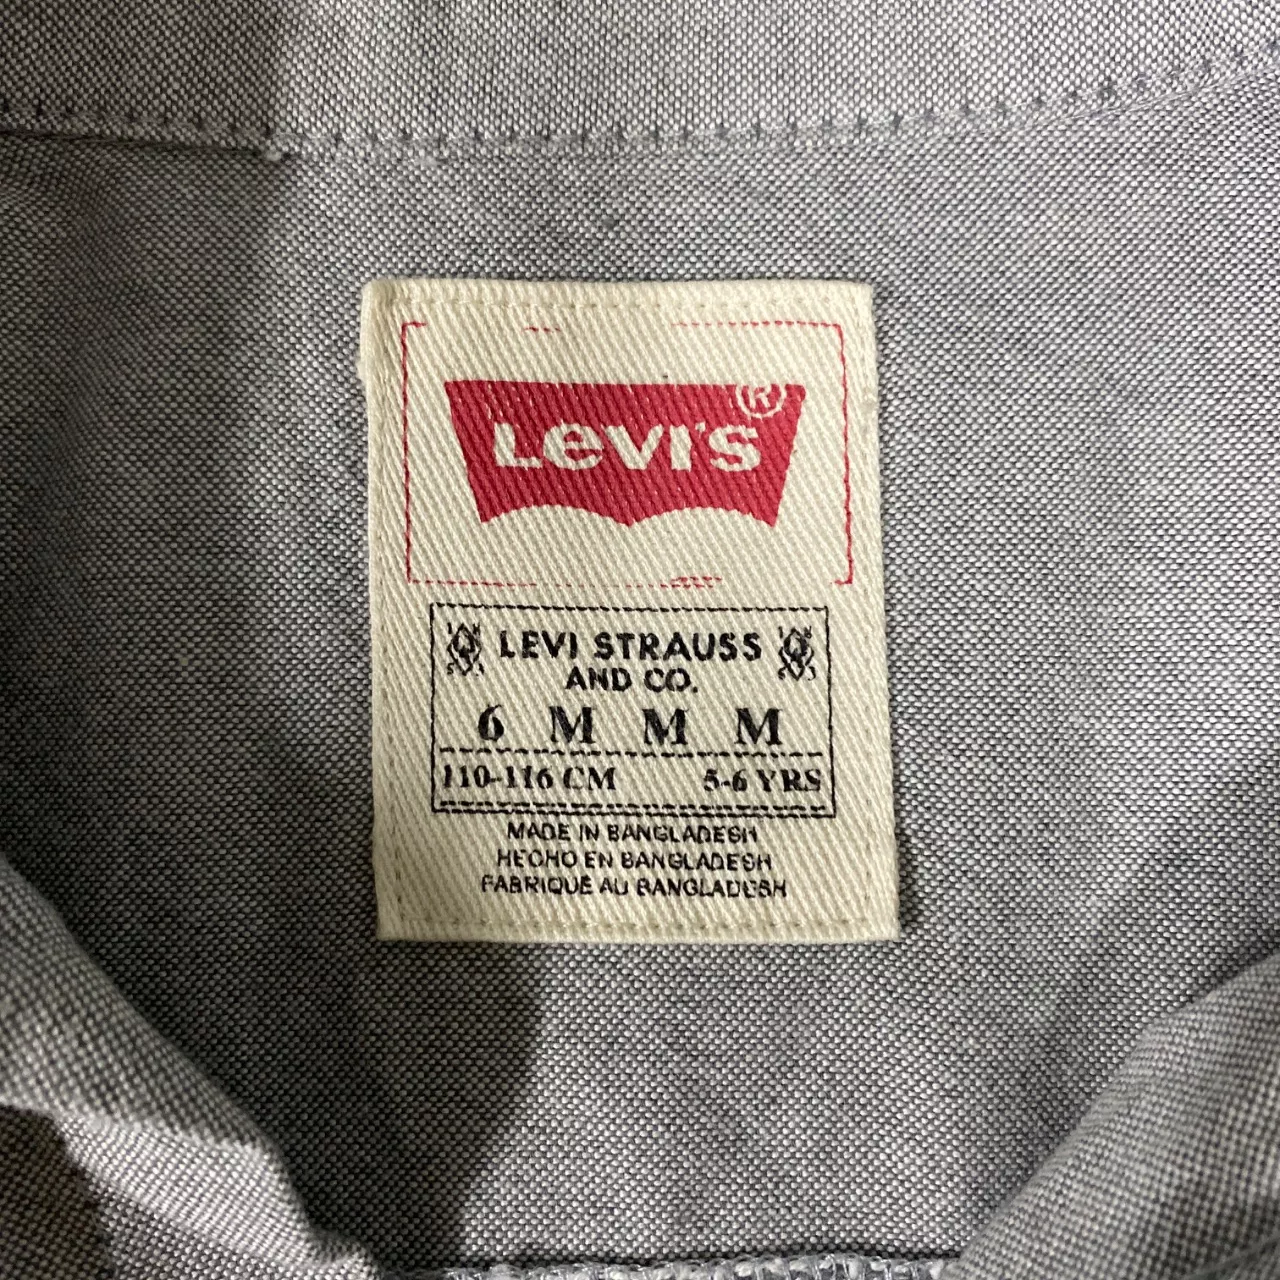 Levi's®
LEVI STRAUSS
AND CO.
6 M M M
110-116 CM 5-6 YRS
MADE IN BANGLADESH
HECHO EN BANGLADESH
FABRIQUE AU BANGLADESH